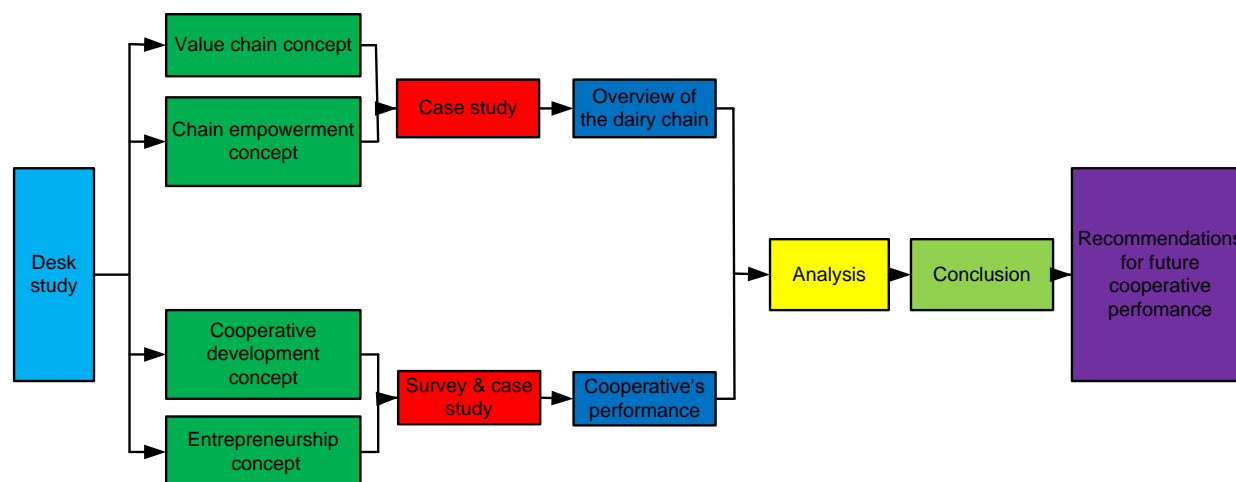 Value chain concept
Chain empowerment
concept
Case study
Overview of
the dairy chain
Desk
study
Analysis
Conclusion
Recommendations
for future
cooperative
perfomance
Cooperative
development
concept
Survey & case
study
Cooperative's
performance
Entrepreneurship
concept